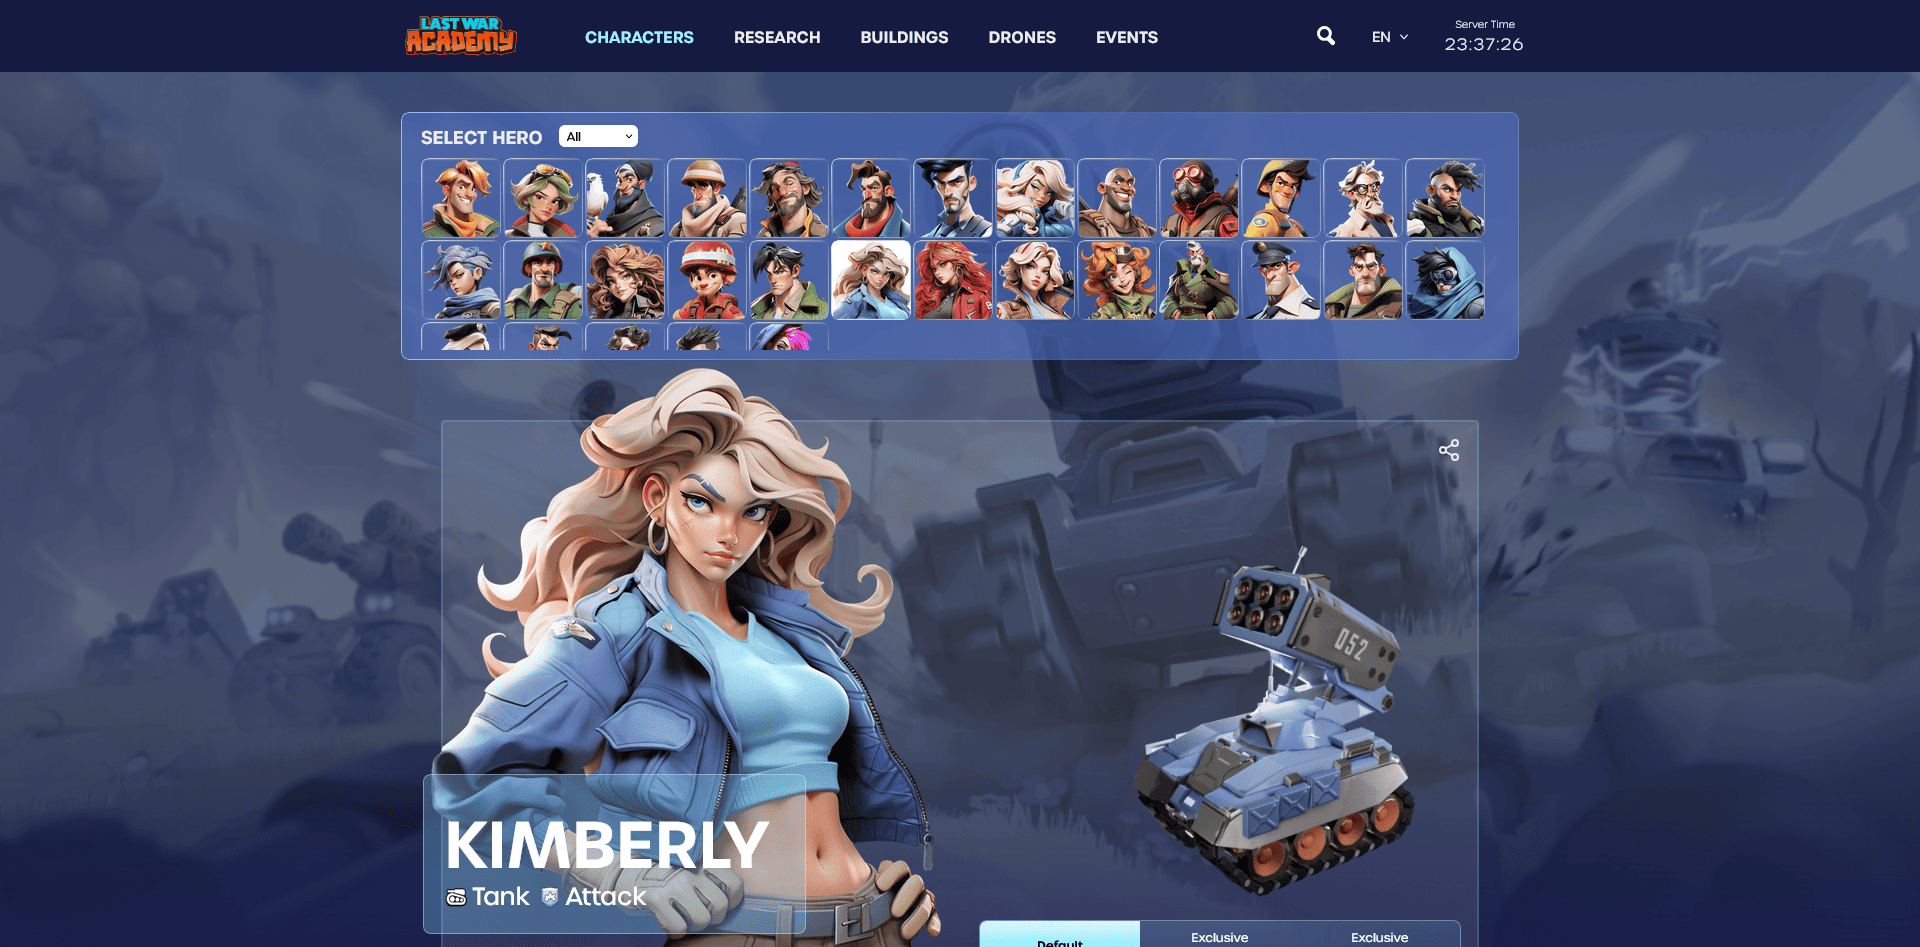 LAST WAR
ACADEMY
CHARACTERS
RESEARCH
BUILDINGS
DRONES
EVENTS
EN
Server Time
23:37:26
SELECT HERO
All
052
KIMBERLY
Tank Attack
Default
Exclusive
Exclusive